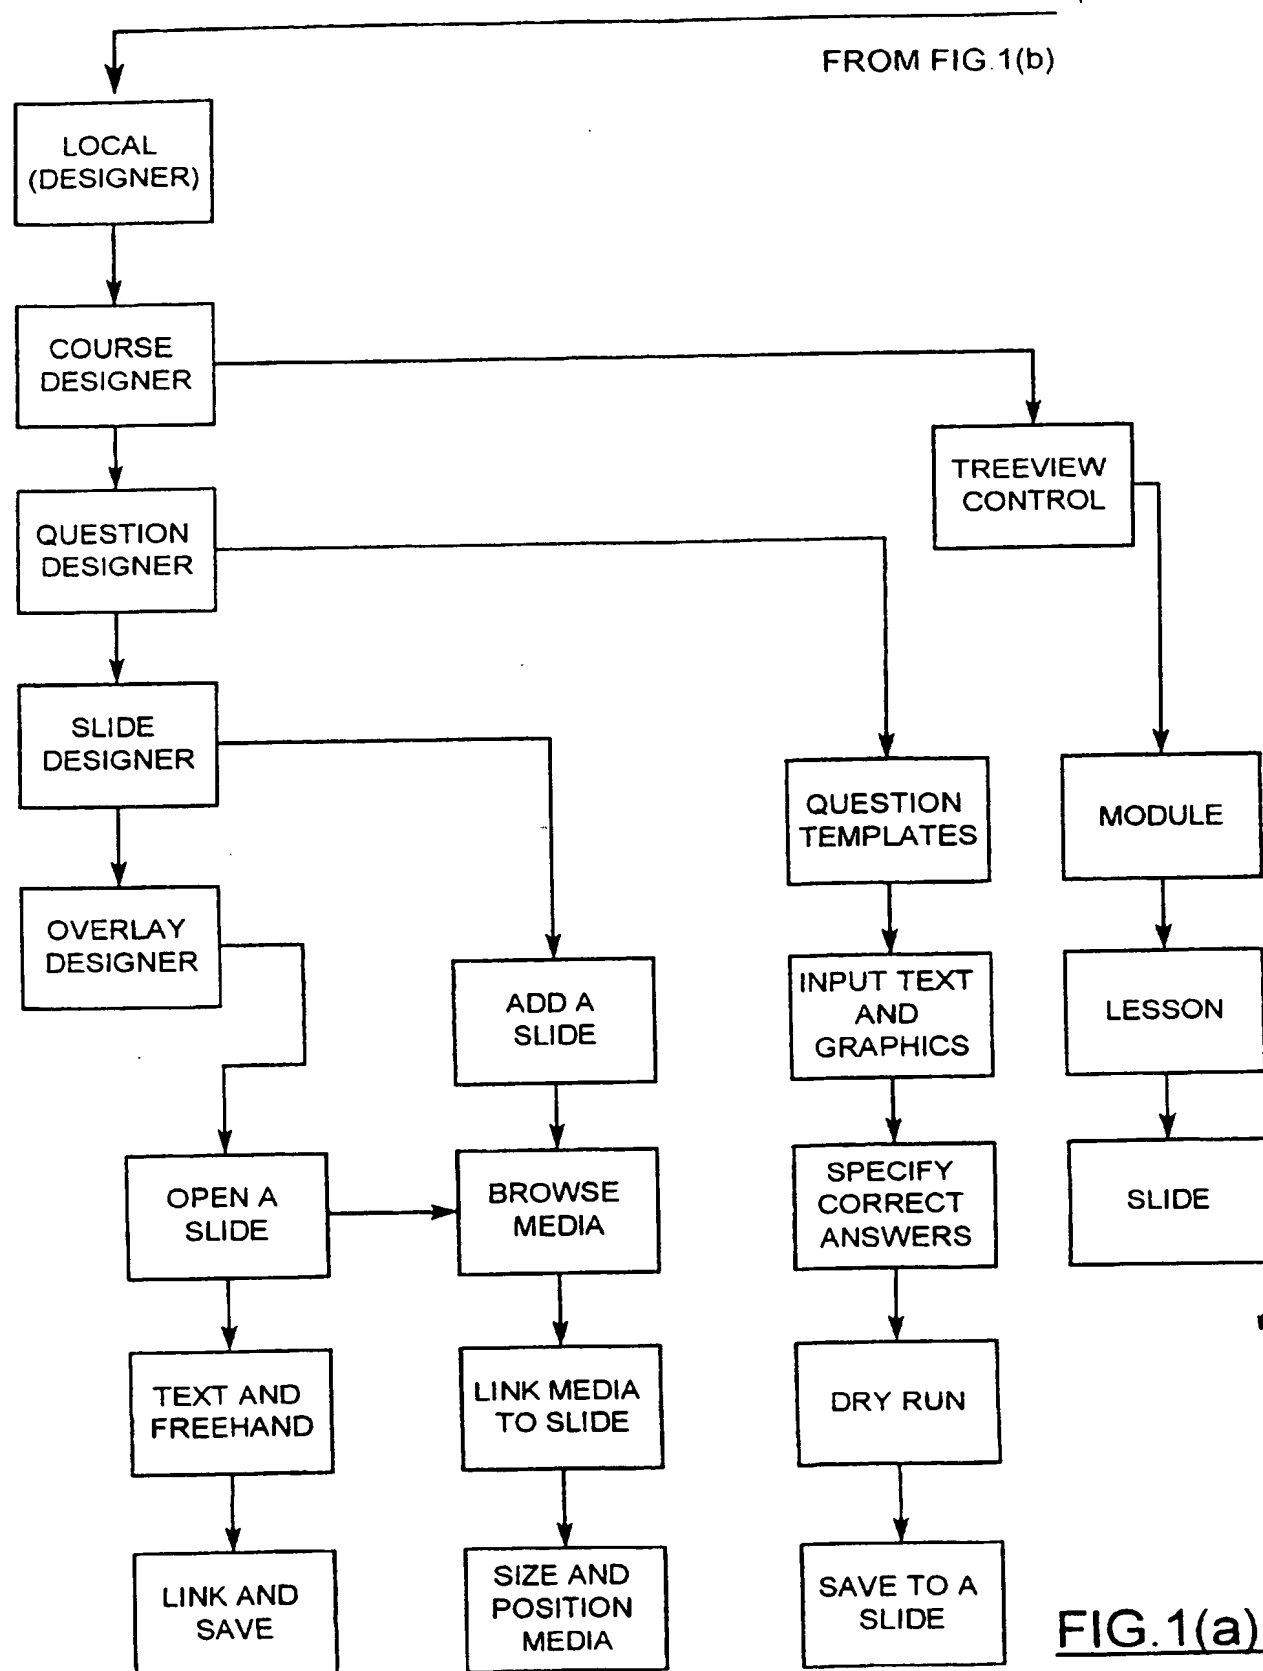 FROM FIG.1(b)
LOCAL
(DESIGNER)
COURSE
DESIGNER
TREEVIEW
CONTROL
QUESTION
DESIGNER
SLIDE
DESIGNER
QUESTION
TEMPLATES
MODULE
OVERLAY
DESIGNER
ADD A
SLIDE
INPUT TEXT
AND
GRAPHICS
LESSON
OPEN A
SLIDE
BROWSE
MEDIA
SPECIFY
CORRECT
ANSWERS
SLIDE
TEXT AND
FREEHAND
LINK MEDIA
TO SLIDE
DRY RUN
LINK AND
SAVE
SIZE AND
POSITION
MEDIA
SAVE TO A
SLIDE
FIG.1(a)